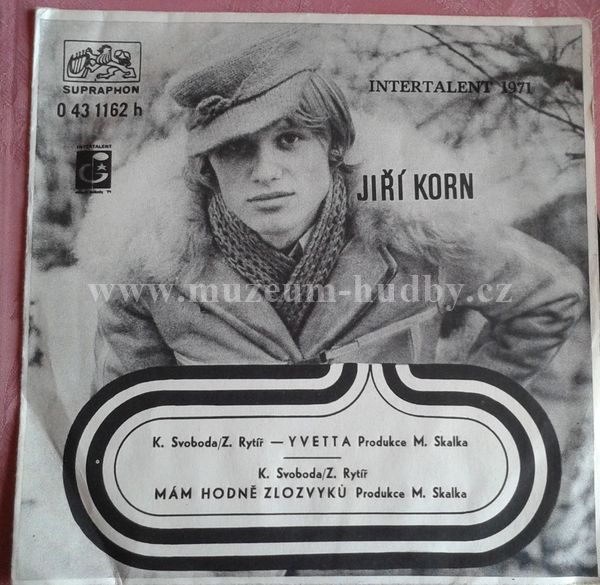 SUPRAPHON
0 43 1162 h
INTERTALENT 1971
INTERTALENT
JIŘÍ KORN
www.muzeum-hudby.cz
K. Svoboda/Z. Rytíř — YVETTA Produkce M. Skalka
K. Svoboda/Z. Rytíř
MÁM HODNĚ ZLOZVYKŮ Produkce M. Skalka